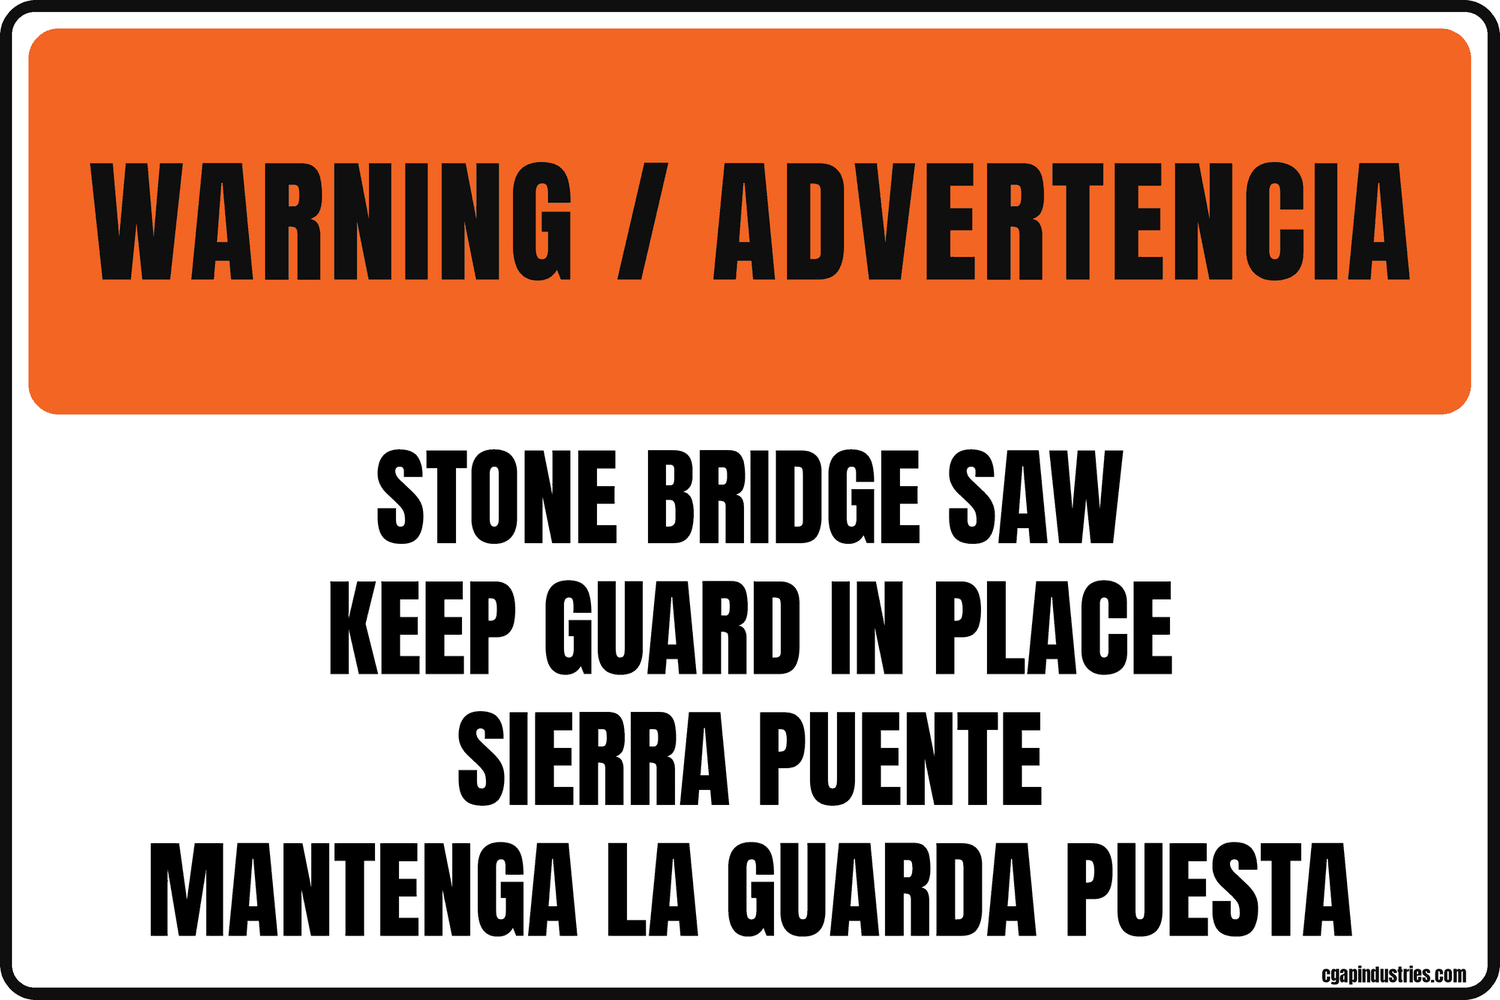 WARNING / ADVERTENCIA
STONE BRIDGE SAW
KEEP GUARD IN PLACE
SIERRA PUENTE
MANTENGA LA GUARDA PUESTA
cgapindustries.com